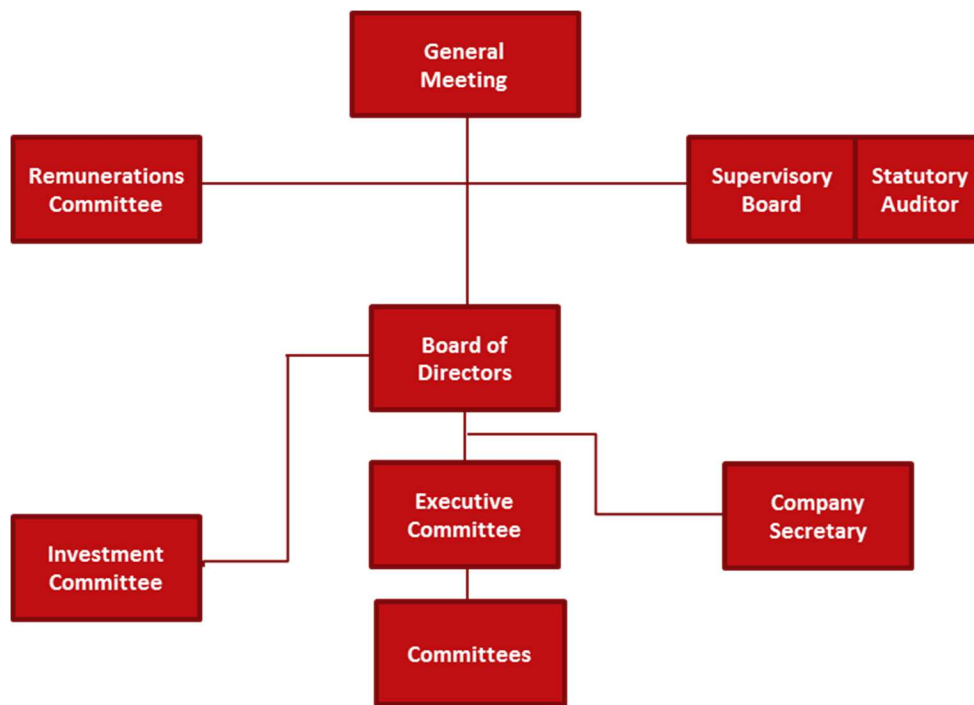 General
Meeting
Remunerations
Committee
Supervisory
Board
Statutory
Auditor
Board of
Directors
Executive
Committee
Company
Secretary
Investment
Committee
Committees